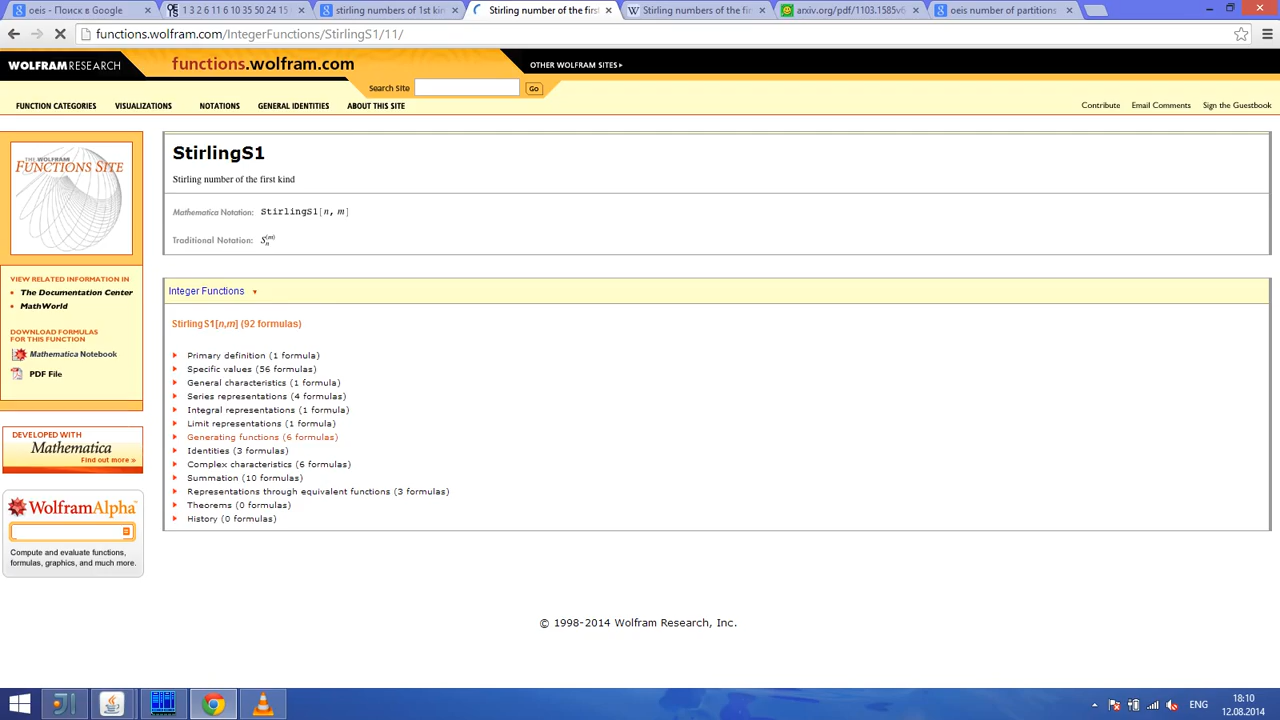 oeis - Поиск в Google
1 3 2 6 11 6 10 35 50 24 15
stirling numbers of 1st kin
Stirling number of the first
Stirling numbers of the firs
arxiv.org/pdf/1103.1585v6
oeis number of partitions
functions.wolfram.com/IntegerFunctions/StirlingS1/11/
WOLFRAMRESEARCH
functions.wolfram.com
OTHER WOLFRAM SITES
Search Site
Go
FUNCTION CATEGORIES
VISUALIZATIONS
NOTATIONS
GENERAL IDENTITIES
ABOUT THIS SITE
Contribute
Email Comments
Sign the Guestbook
THE WOLFRAM
FUNCTIONS SITE
VIEW RELATED INFORMATION IN
The Documentation Center
MathWorld
DOWNLOAD FORMULAS
FOR THIS FUNCTION
Mathematica Notebook
PDF File
DEVELOPED WITH
Mathematica
Find out more »
WolframAlpha
Compute and evaluate functions,
formulas, graphics, and much more.
StirlingS1
Stirling number of the first kind
Mathematica Notation: StirlingS1[n, m]
Traditional Notation: S_n^(m)
Integer Functions
StirlingS1[n,m] (92 formulas)
Primary definition (1 formula)
Specific values (56 formulas)
General characteristics (1 formula)
Series representations (4 formulas)
Integral representations (1 formula)
Limit representations (1 formula)
Generating functions (6 formulas)
Identities (3 formulas)
Complex characteristics (6 formulas)
Summation (10 formulas)
Representations through equivalent functions (3 formulas)
Theorems (0 formulas)
History (0 formulas)
© 1998-2014 Wolfram Research, Inc.
ENG
18:10
12.08.2014